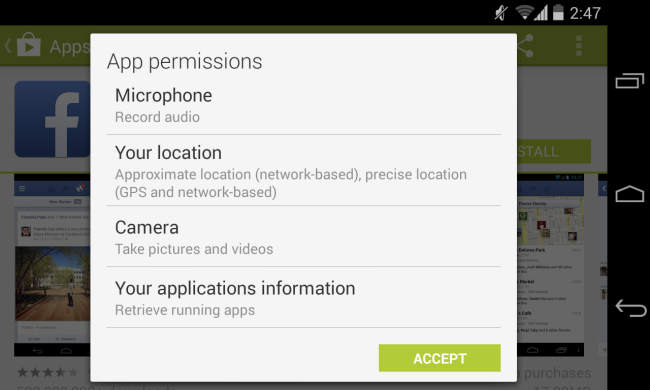 2:47
Apps
App permissions
Microphone
Record audio
Your location
Approximate location (network-based), precise location
(GPS and network-based)
Camera
Take pictures and videos
Your applications information
Retrieve running apps
STALL
ACCEPT
purchases